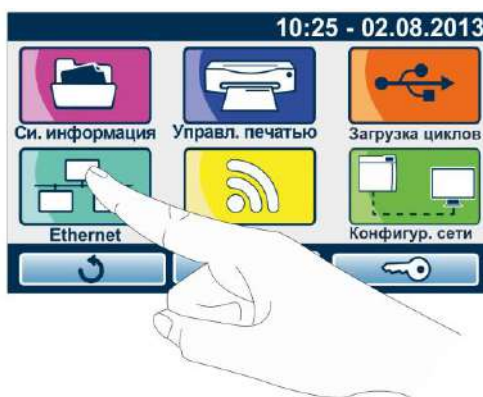 10:25 - 02.08.2013
Си. информация Управл. печатью Загрузка циклов
Ethernet Конфигур. сети